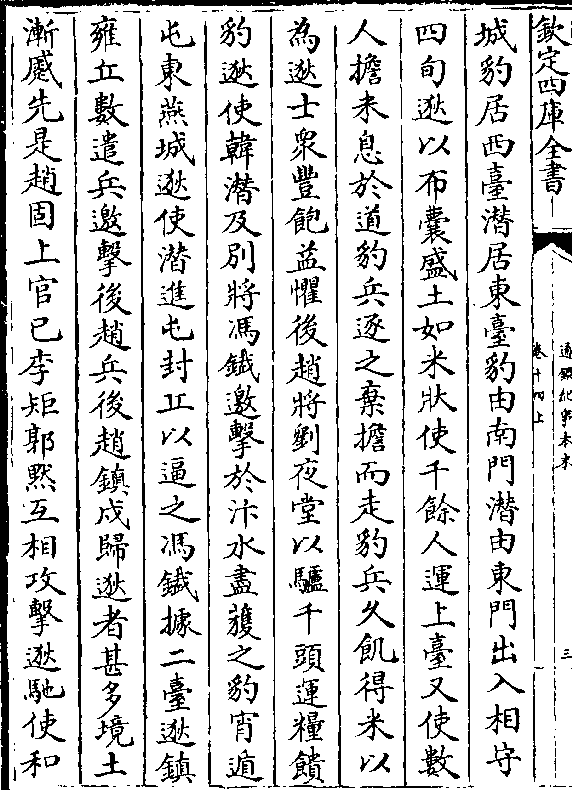 欽定四庫全書
通鑑紀事本末
卷十四上
三
城豹居西臺潛居東臺豹由南門潛由東門出入相守
四旬逖以布囊盛土如米狀使千餘人運上臺又使數
人擔米息於道豹兵逐之棄擔而走豹兵久飢得米以
為逖士衆豐飽益懼後趙將劉夜堂以驢千頭運糧饋
豹逖使韓潛及別將馮鐵邀擊於汴水盡獲之豹宵遁
屯東燕城逖使潛進屯封丘以逼之馮鐵據二臺逖鎮
雍丘數遣兵邀擊後趙兵後趙鎮戍歸逖者甚多境土
漸蹙先是趙固上官已李矩郭黙互相攻擊逖馳使和